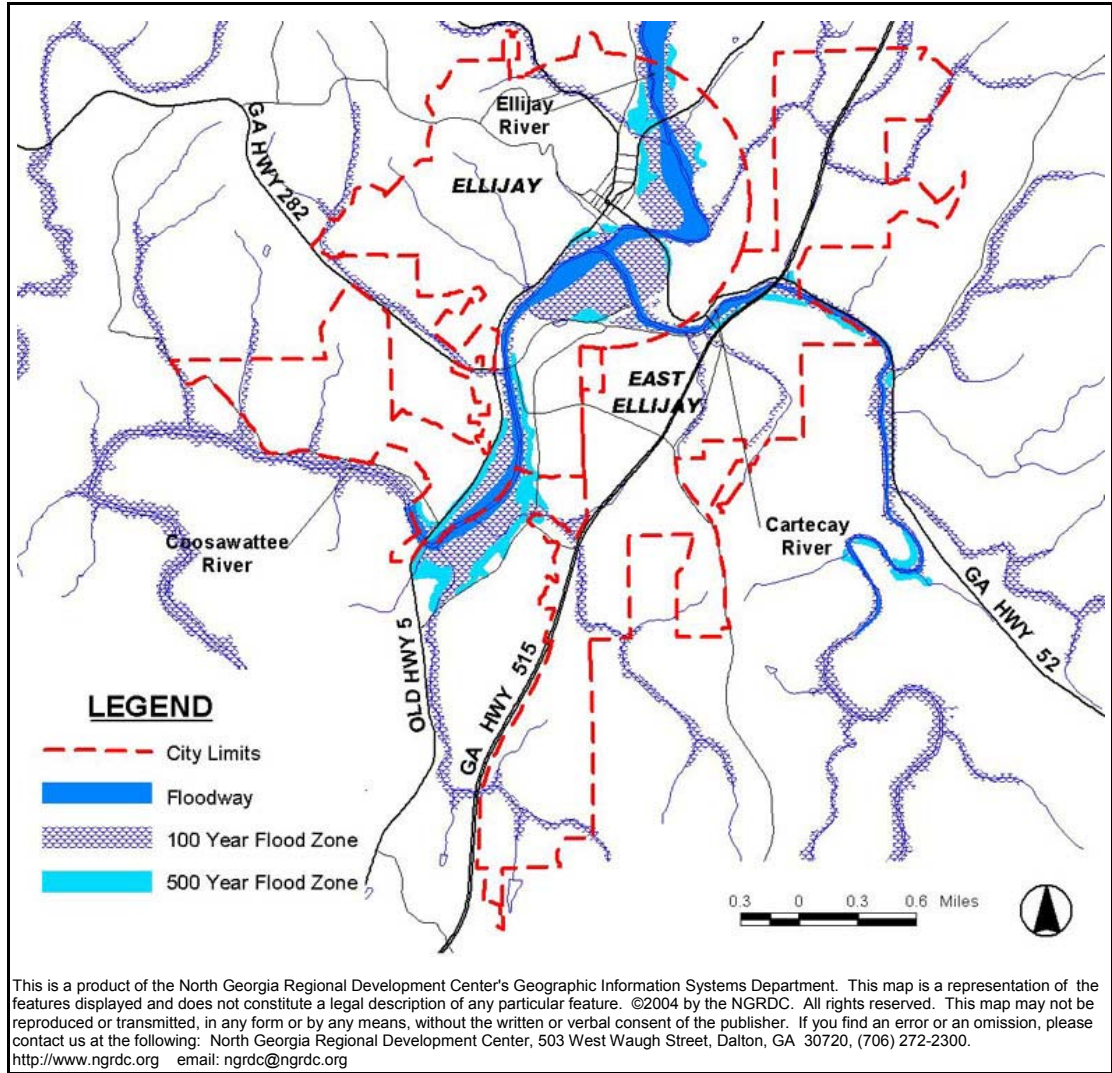 Ellijay
River
GA HWY 282
ELLIJAY
EAST
ELLIJAY
Coosawattee
River
Cartecay
River
GA HWY 52
OLD HWY 5
GA HWY 515
LEGEND
City Limits
Floodway
100 Year Flood Zone
500 Year Flood Zone
0.3 0 0.3 0.6 Miles
This is a product of the North Georgia Regional Development Center's Geographic Information Systems Department. This map is a representation of the
features displayed and does not constitute a legal description of any particular feature. ©2004 by the NGRDC. All rights reserved. This map may not be
reproduced or transmitted, in any form or by any means, without the written or verbal consent of the publisher. If you find an error or an omission, please
contact us at the following: North Georgia Regional Development Center, 503 West Waugh Street, Dalton, GA 30720, (706) 272-2300.
http://www.ngrdc.org email: ngrdc@ngrdc.org